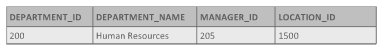 DEPARTMENT_ID DEPARTMENT_NAME MANAGER_ID LOCATION_ID
200 Human Resources 205 1500